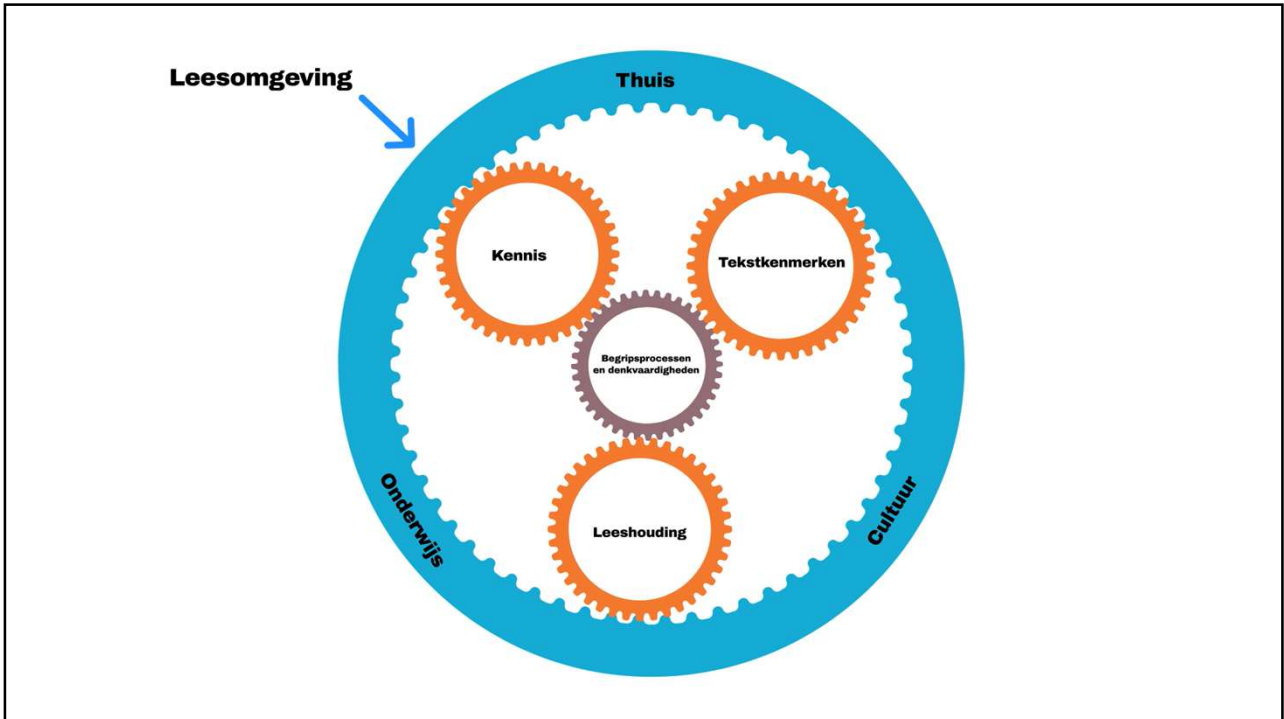 Leesomgeving
Thuis
Kennis
Tekstkenmerken
Begripsprocessen
en denkvaardigheden
Leeshouding
Onderwijs
Cultuur